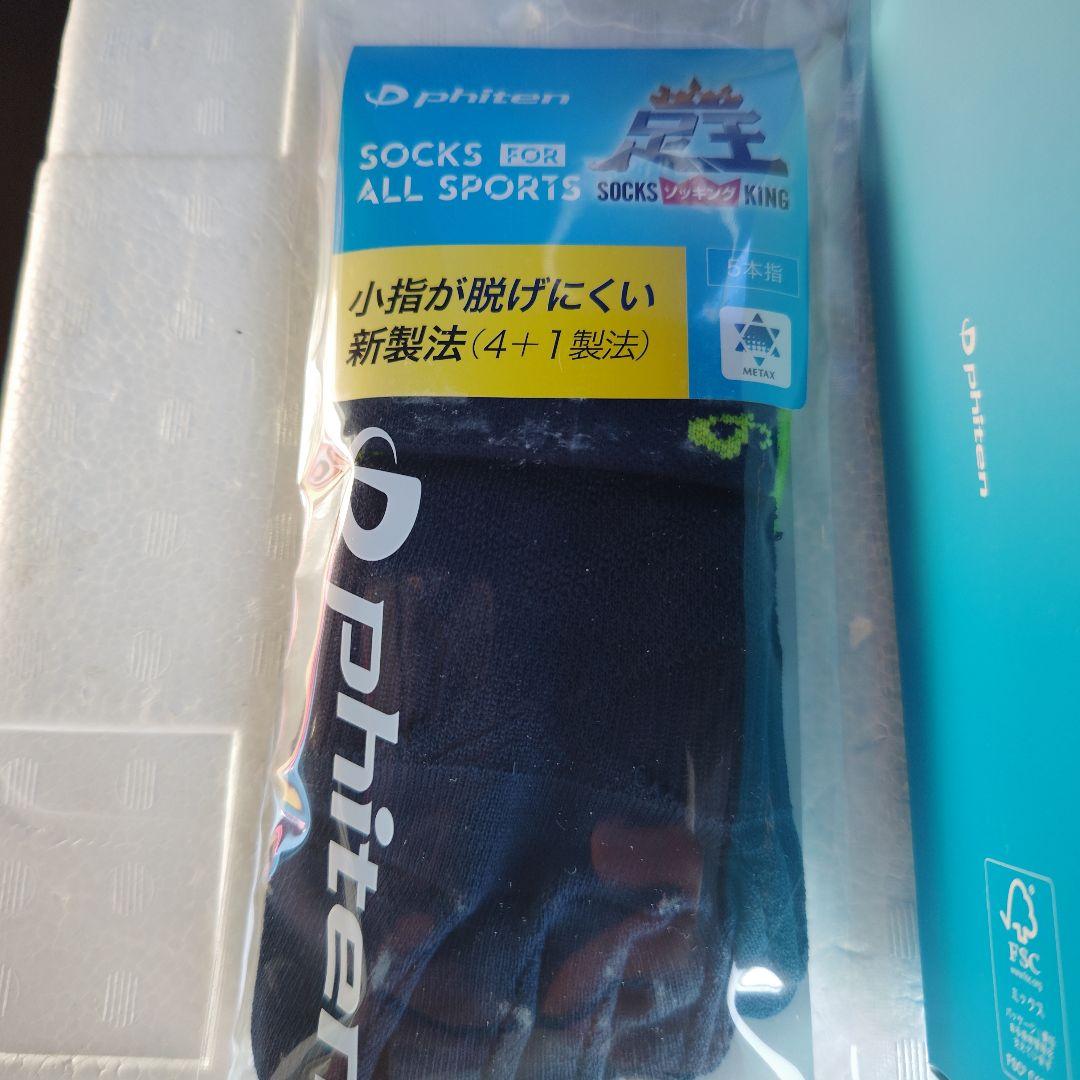 phiten
SOCKS FOR
ALL SPORTS
足王
SOCKS ソッキング KING
小指が脱げにくい
新製法(4+1製法)
5本指
METAX
phiten
phiten
FSC
ミックス